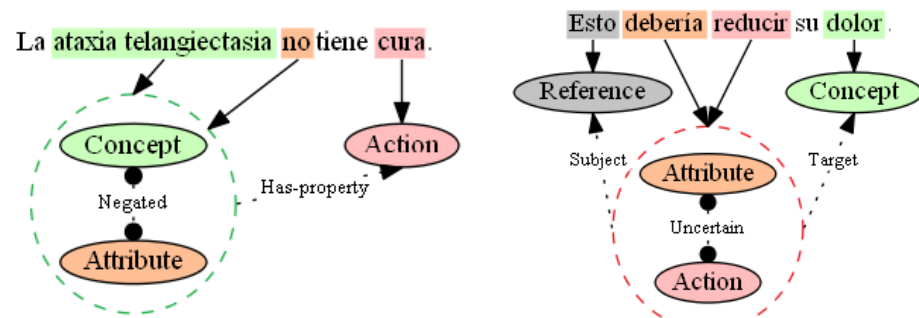 La ataxia telangiectasia no tiene cura.
Concept
Negated
Attribute
Has-property
Action
Esto debería reducir su dolor.
Reference
Concept
Subject
Attribute
Target
Uncertain
Action